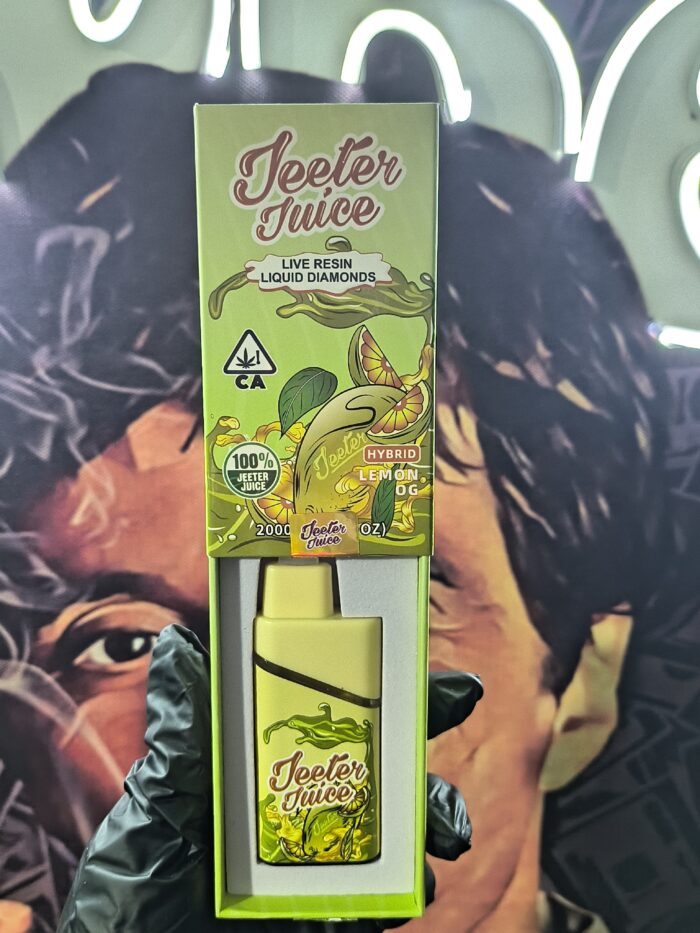 Jeeter
Juice
LIVE RESIN
LIQUID DIAMONDS
CA
Jeeter
HYBRID
100%
JEETER
JUICE
LEMON
OG
2000
OZ)
Jeeter
Juice
Jeeter
Juice